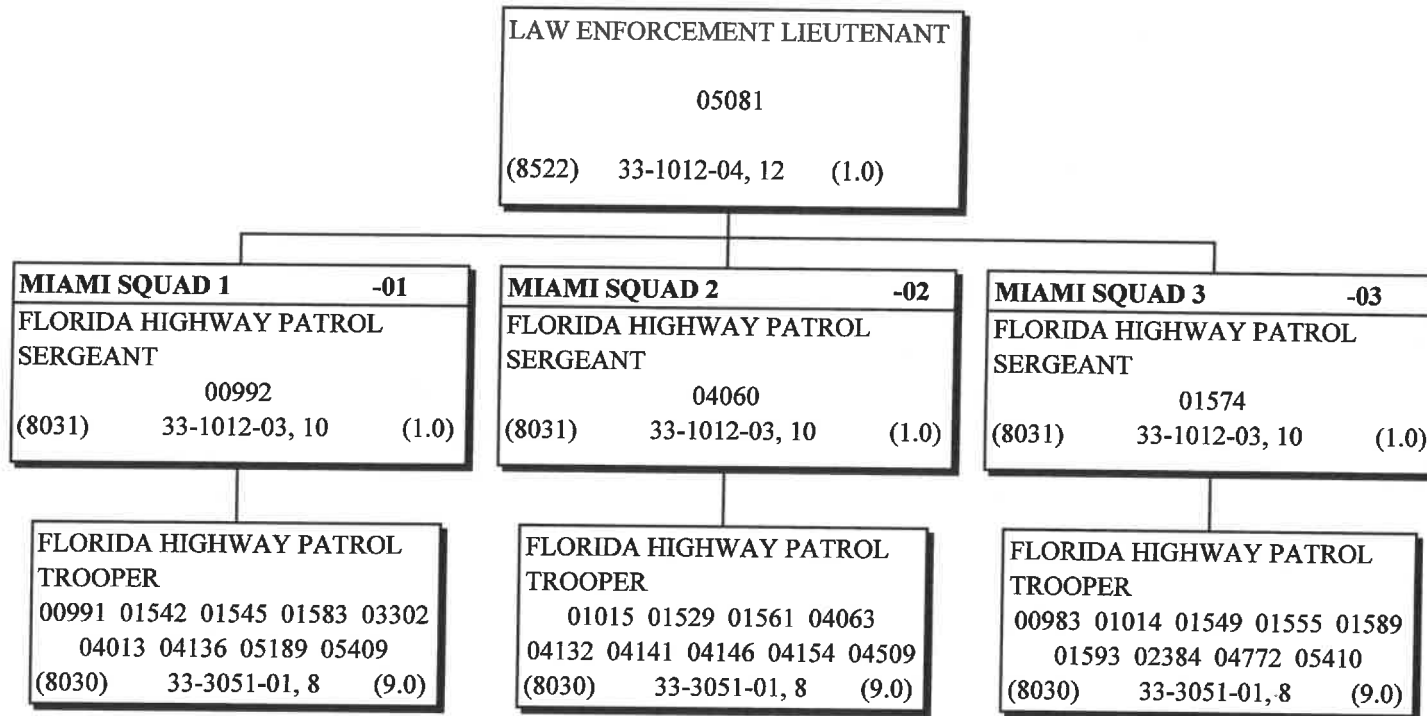 LAW ENFORCEMENT LIEUTENANT
05081
(8522) 33-1012-04, 12 (1.0)
MIAMI SQUAD 1 -01
FLORIDA HIGHWAY PATROL
SERGEANT
00992
(8031) 33-1012-03, 10 (1.0)
MIAMI SQUAD 2 -02
FLORIDA HIGHWAY PATROL
SERGEANT
04060
(8031) 33-1012-03, 10 (1.0)
MIAMI SQUAD 3 -03
FLORIDA HIGHWAY PATROL
SERGEANT
01574
(8031) 33-1012-03, 10 (1.0)
FLORIDA HIGHWAY PATROL
TROOPER
00991 01542 01545 01583 03302
04013 04136 05189 05409
(8030) 33-3051-01, 8 (9.0)
FLORIDA HIGHWAY PATROL
TROOPER
01015 01529 01561 04063
04132 04141 04146 04154 04509
(8030) 33-3051-01, 8 (9.0)
FLORIDA HIGHWAY PATROL
TROOPER
00983 01014 01549 01555 01589
01593 02384 04772 05410
(8030) 33-3051-01, 8 (9.0)